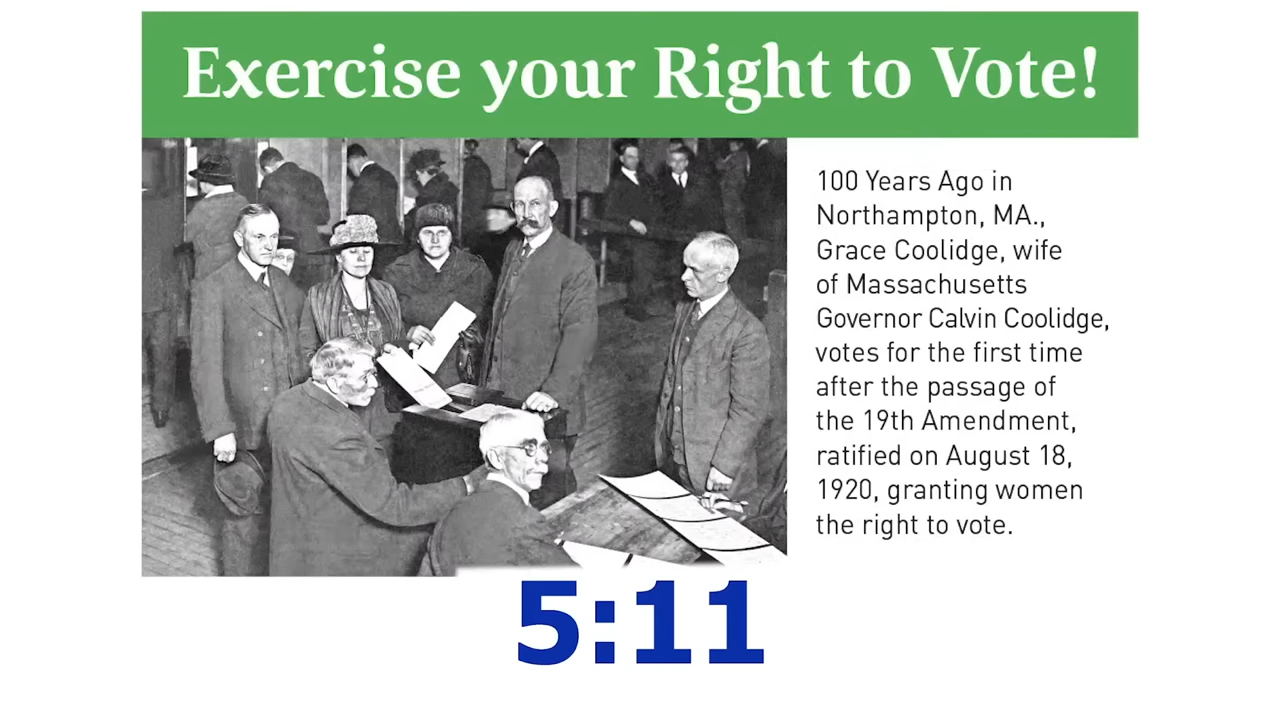 Exercise your Right to Vote!
100 Years Ago in
Northampton, MA.,
Grace Coolidge, wife
of Massachusetts
Governor Calvin Coolidge,
votes for the first time
after the passage of
the 19th Amendment,
ratified on August 18,
1920, granting women
the right to vote.
5:11